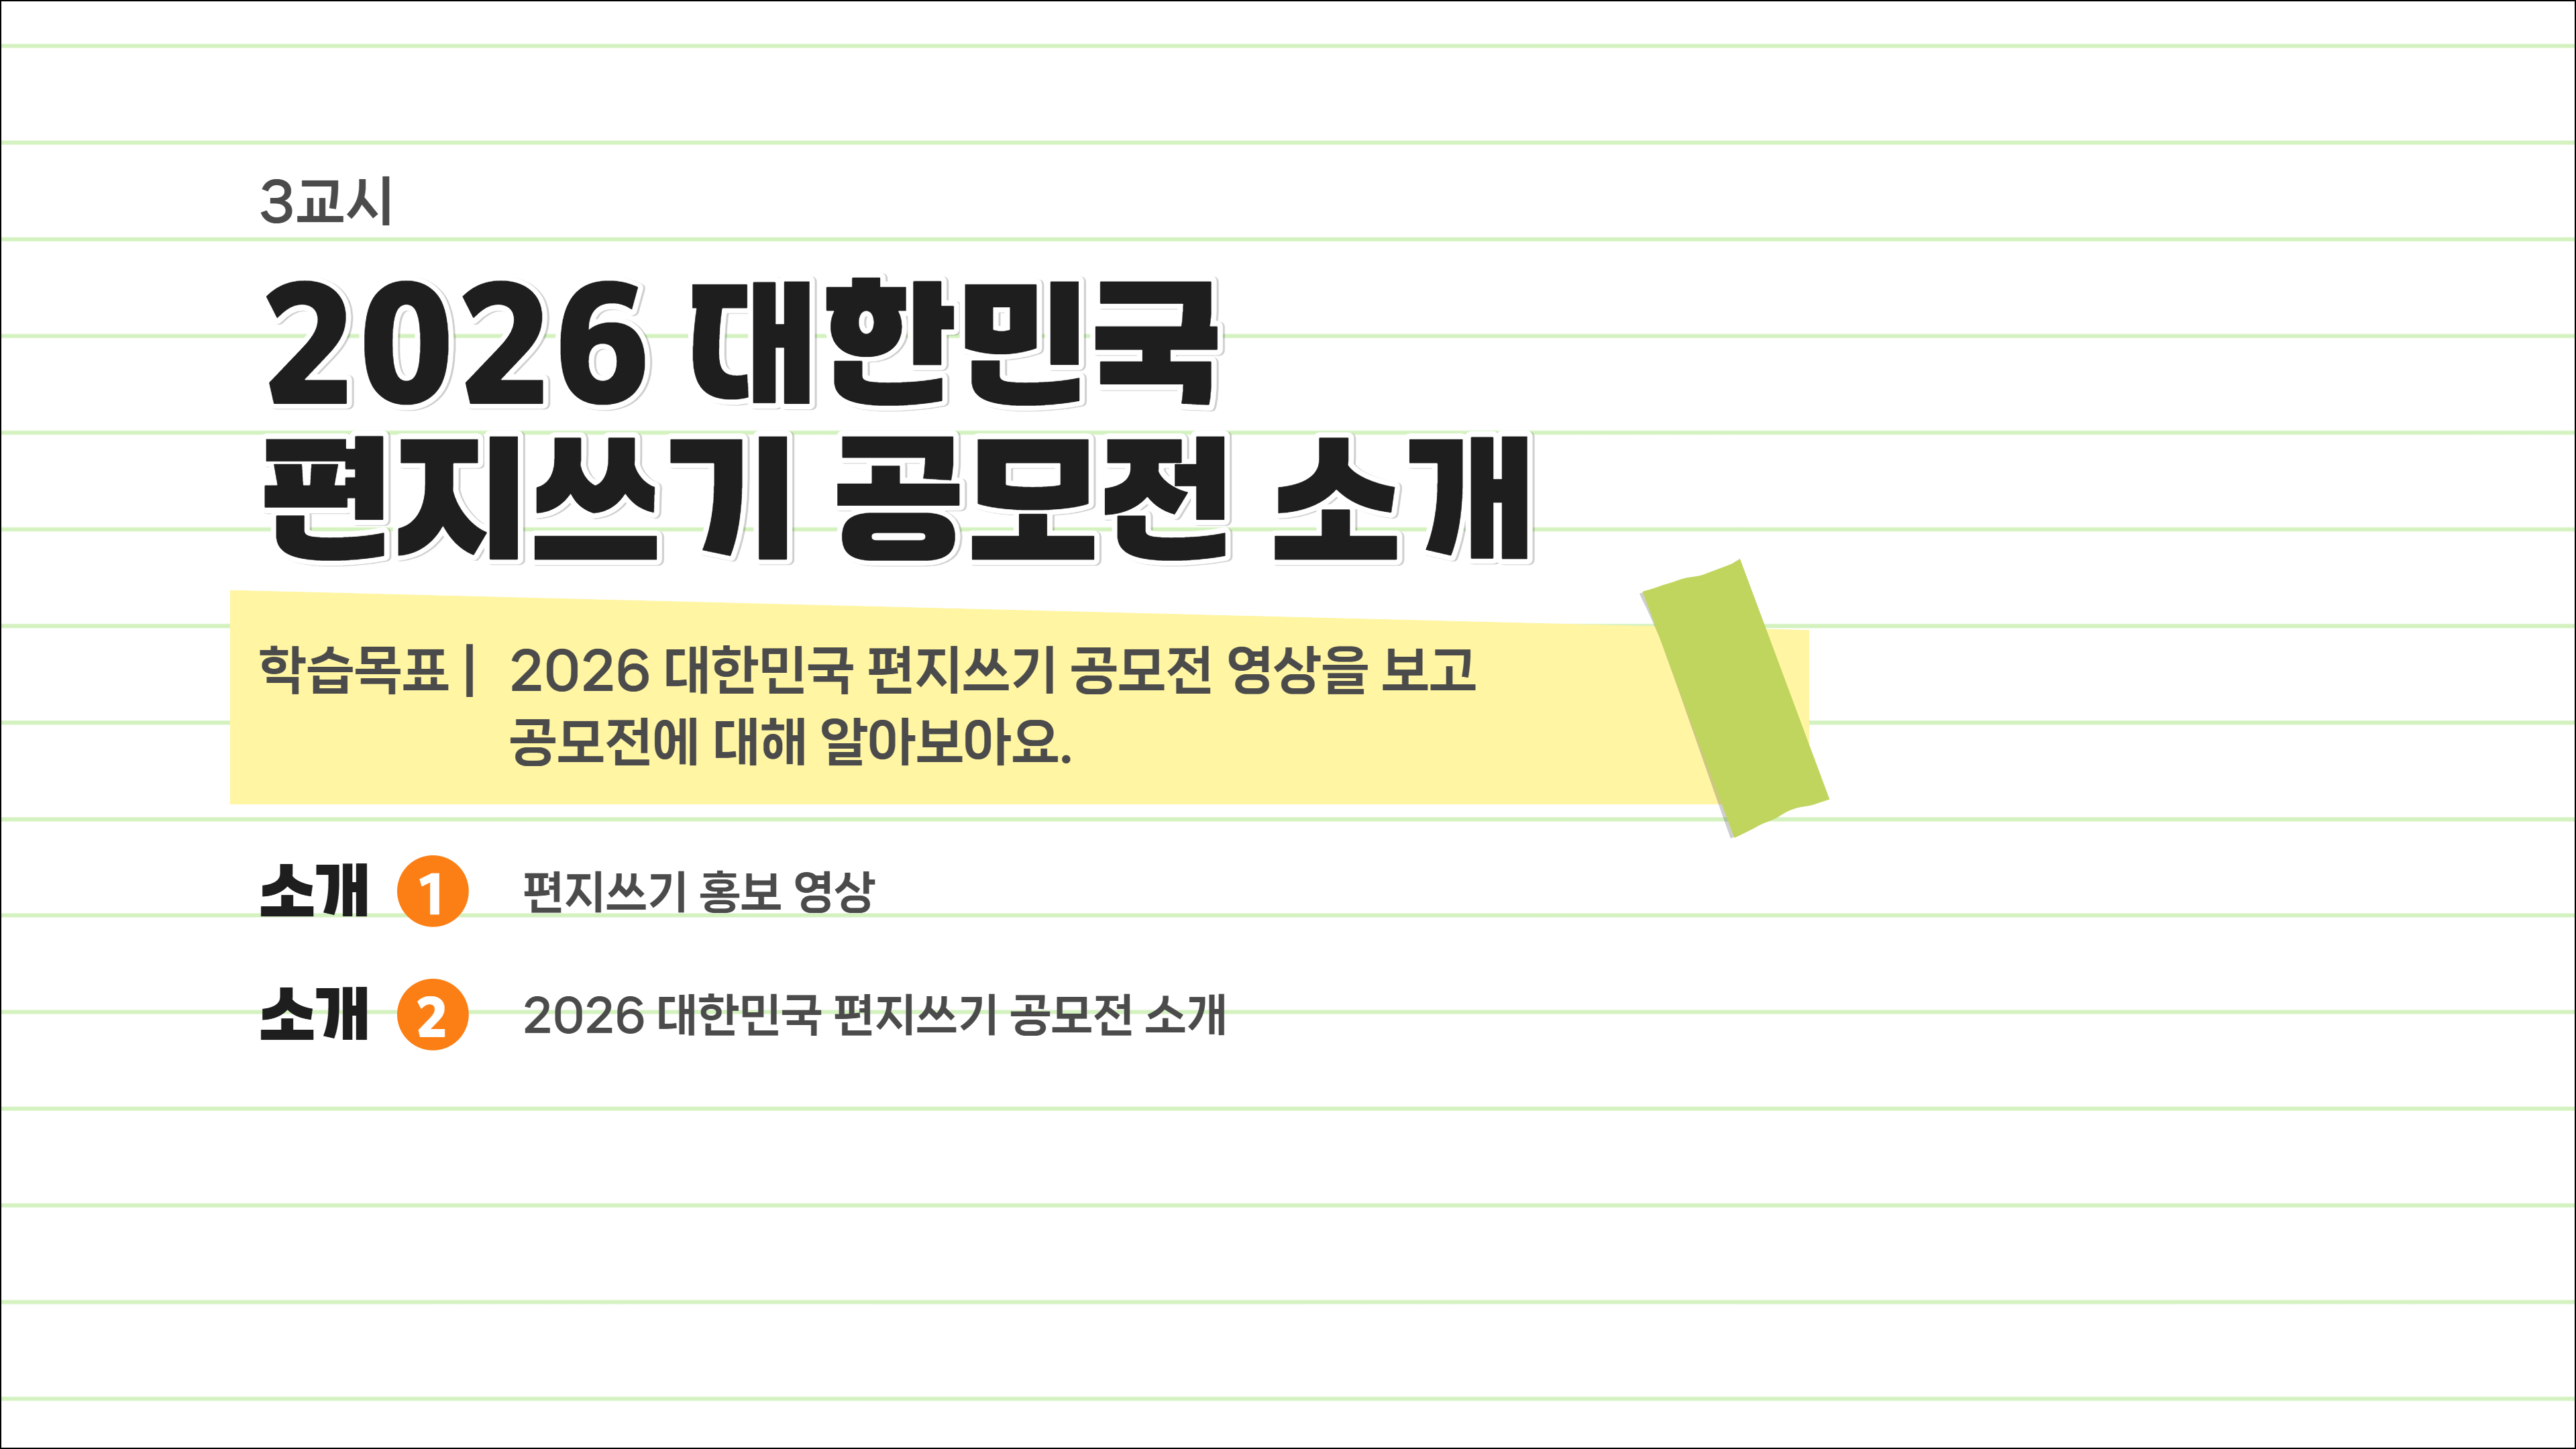 3교시
2026 대한민국
편지쓰기 공모전 소개
학습목표 | 2026 대한민국 편지쓰기 공모전 영상을 보고
공모전에 대해 알아보아요.
소개 1 편지쓰기 홍보 영상
소개 2 2026 대한민국 편지쓰기 공모전 소개